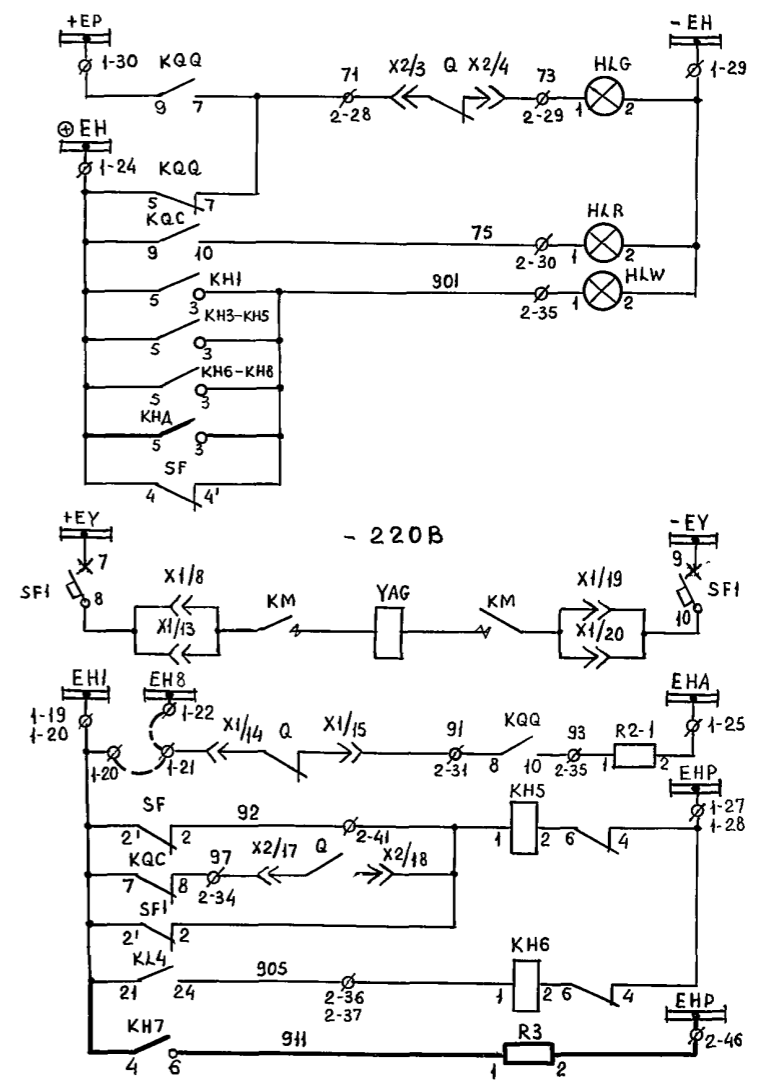 +EP
-EH
1-30 KQQ 71 X2/3 Q X2/4 73 HLG 1-29
9 7 2-28 2-29 1 2
⊕EH
1-24 KQQ
5 7
KQC 75 HLR
9 10 2-30 1 2
KH1 901 HLW
5 3 2-35 1 2
KH3-KH5
5 3
KH6-KH8
5 3
КНД
5 3
SF
4 4'
+EY - 220В -EY
7 9
SF1 8 X1/8 KM YAG KM X1/19 SF1
X1/13 X1/20 10
EH1 EH8 EHA
1-19 1-22 1-25
1-20 X1/14 Q X1/15 91 KQQ 93 R2-1
1-20 1-21 2-31 8 10 2-35 1 2
EHP
SF 92 KH5 1-27
2' 2 2-41 1 2 6 4 1-28
KQC 97 X2/17 Q X2/18
7 8 2-34
SF1
2' 2
KL4 905 KH6
21 24 2-36 1 2 6 4
2-37
EHP
KH7 911 R3 2-46
4 6 1 2